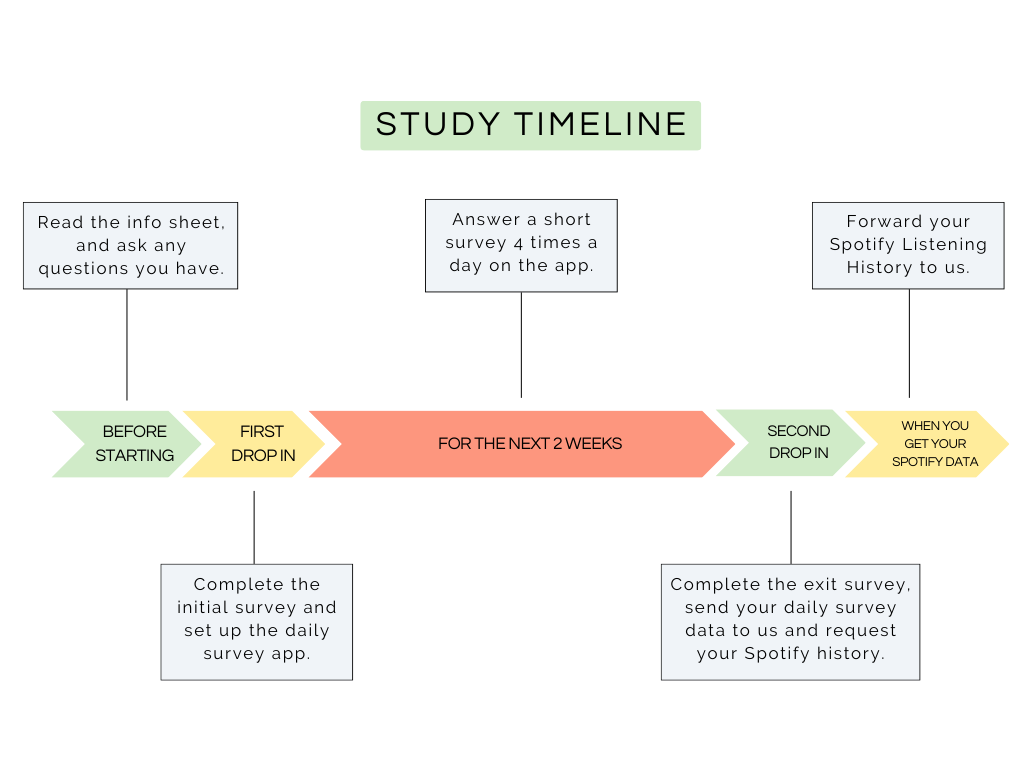 STUDY TIMELINE
Read the info sheet,
and ask any
questions you have.
Answer a short
survey 4 times a
day on the app.
Forward your
Spotify Listening
History to us.
BEFORE
STARTING
FIRST
DROP IN
FOR THE NEXT 2 WEEKS
SECOND
DROP IN
WHEN YOU
GET YOUR
SPOTIFY DATA
Complete the
initial survey and
set up the daily
survey app.
Complete the exit survey,
send your daily survey
data to us and request
your Spotify history.